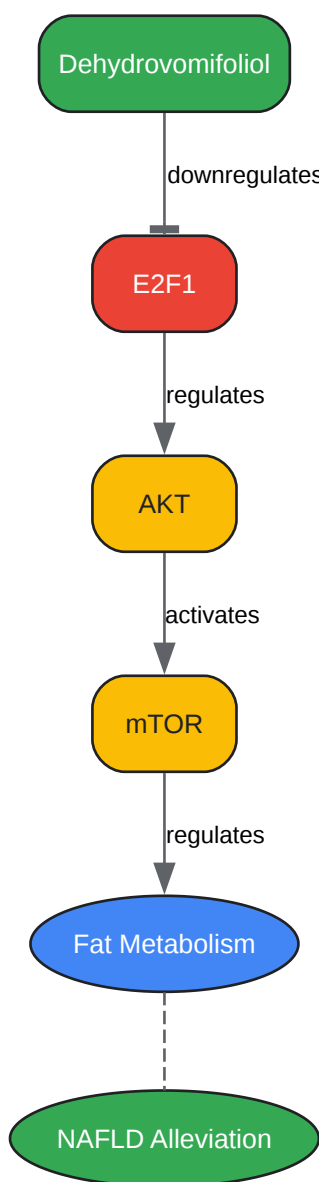 Dehydrovomifoliol
downregulates
E2F1
regulates
AKT
activates
mTOR
regulates
Fat Metabolism
NAFLD Alleviation